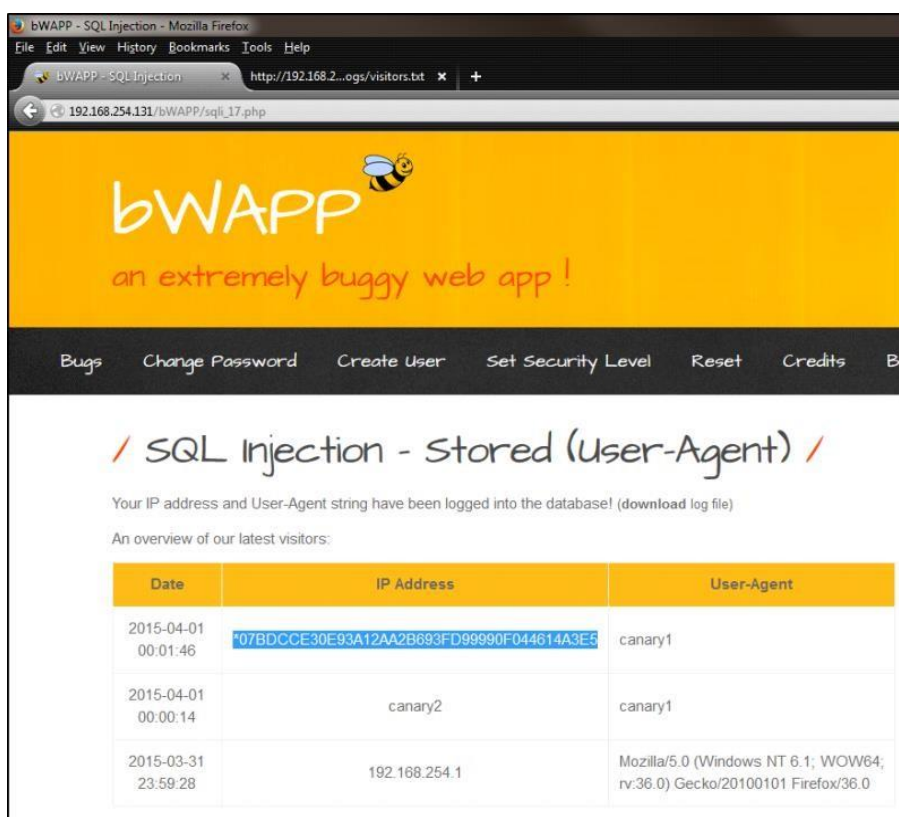 bWAPP - SQL Injection - Mozilla Firefox
File Edit View History Bookmarks Tools Help
bWAPP - SQL Injection × http://192.168.2...ogs/visitors.txt × +
192.168.254.131/bWAPP/sqli_17.php
bWAPP
an extremely buggy web app !
Bugs Change Password Create User Set Security Level Reset Credits B
/ SQL Injection - Stored (User-Agent) /
Your IP address and User-Agent string have been logged into the database! (download log file)
An overview of our latest visitors:
Date IP Address User-Agent
2015-04-01
00:01:46 *07BDCCE30E93A12AA2B693FD99990F044614A3E5 canary1
2015-04-01
00:00:14 canary2 canary1
2015-03-31
23:59:28 192.168.254.1 Mozilla/5.0 (Windows NT 6.1; WOW64;
rv:36.0) Gecko/20100101 Firefox/36.0